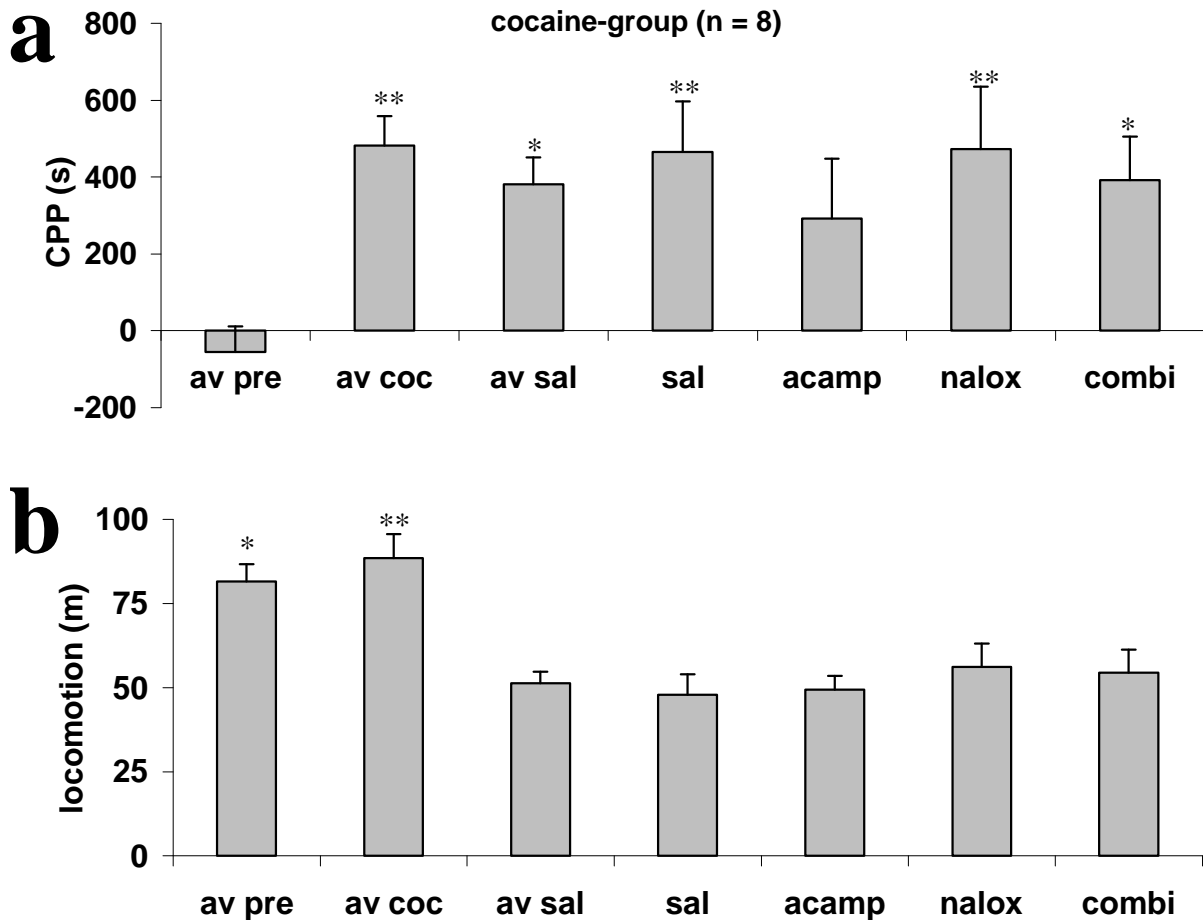 a
cocaine-group (n = 8)
800
600
400
200
0
-200
CPP (s)
**
*
**
**
*
av pre av coc av sal sal acamp nalox combi
b
100
75
50
25
0
locomotion (m)
*
**
av pre av coc av sal sal acamp nalox combi